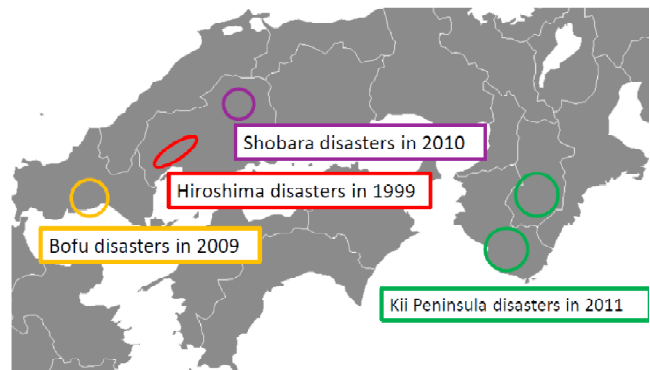 Shobara disasters in 2010
Hiroshima disasters in 1999
Bofu disasters in 2009
Kii Peninsula disasters in 2011